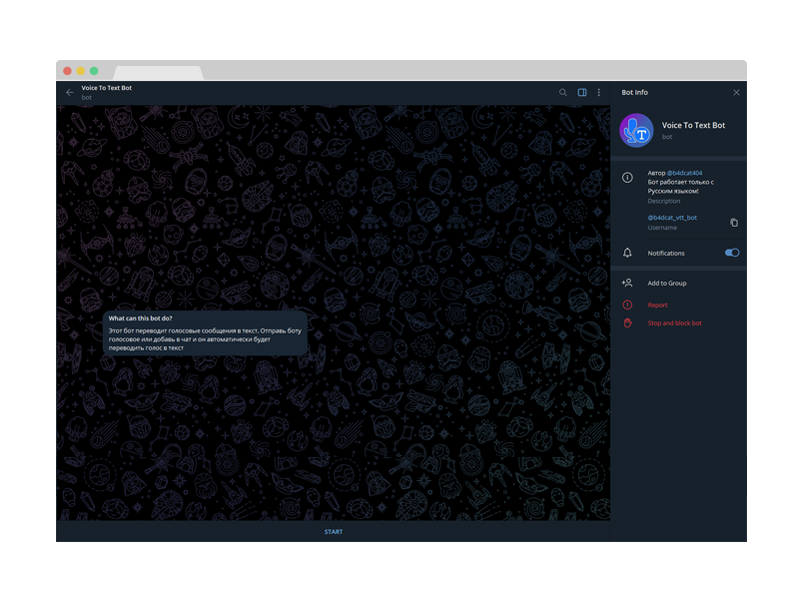 Voice To Text Bot
bot
What can this bot do?
Этот бот переводит голосовые сообщения в текст. Отправь боту
голосовое или добавь в чат и он автоматически будет
переводить голос в текст
START
Bot Info
T
Voice To Text Bot
bot
Автор @b4dcat404
Бот работает только с
Русским языком!
Description
@b4dcat_vtt_bot
Username
Notifications
Add to Group
Report
Stop and block bot